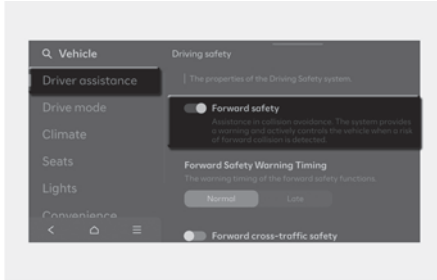 Vehicle
Driver assistance
Drive mode
Climate
Seats
Lights
Convenience
Driving safety
The properties of the Driving Safety system.
Forward safety
Assistance in collision avoidance. The system provides
a warning and actively controls the vehicle when a risk
of forward collision is detected.
Forward Safety Warning Timing
The warning timing of the forward safety functions.
Normal
Late
Forward cross-traffic safety